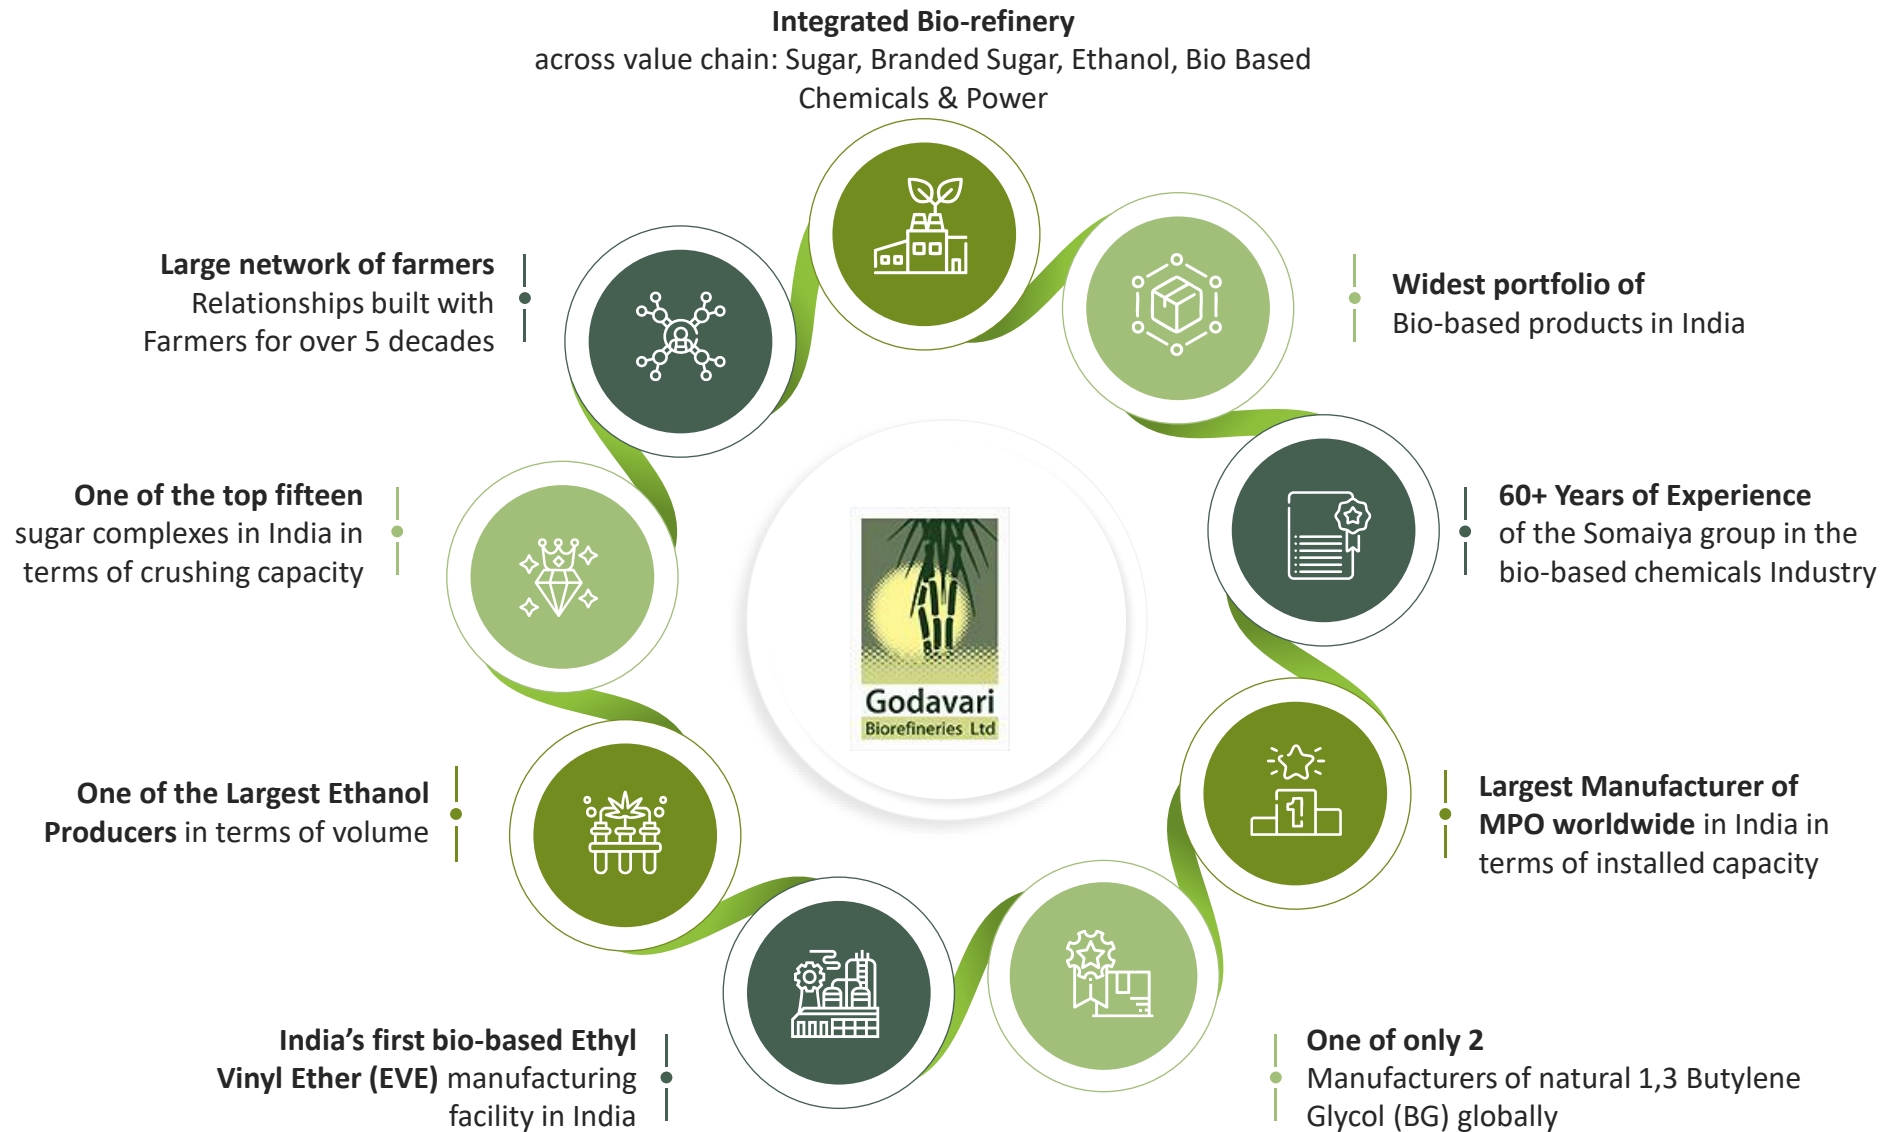 Integrated Bio-refinery
across value chain: Sugar, Branded Sugar, Ethanol, Bio Based
Chemicals & Power
Large network of farmers
Relationships built with
Farmers for over 5 decades
Widest portfolio of
Bio-based products in India
One of the top fifteen
sugar complexes in India in
terms of crushing capacity
60+ Years of Experience
of the Somaiya group in the
bio-based chemicals Industry
Godavari
Biorefineries Ltd
One of the Largest Ethanol
Producers in terms of volume
1
Largest Manufacturer of
MPO worldwide in India in
terms of installed capacity
India’s first bio-based Ethyl
Vinyl Ether (EVE) manufacturing
facility in India
One of only 2
Manufacturers of natural 1,3 Butylene
Glycol (BG) globally